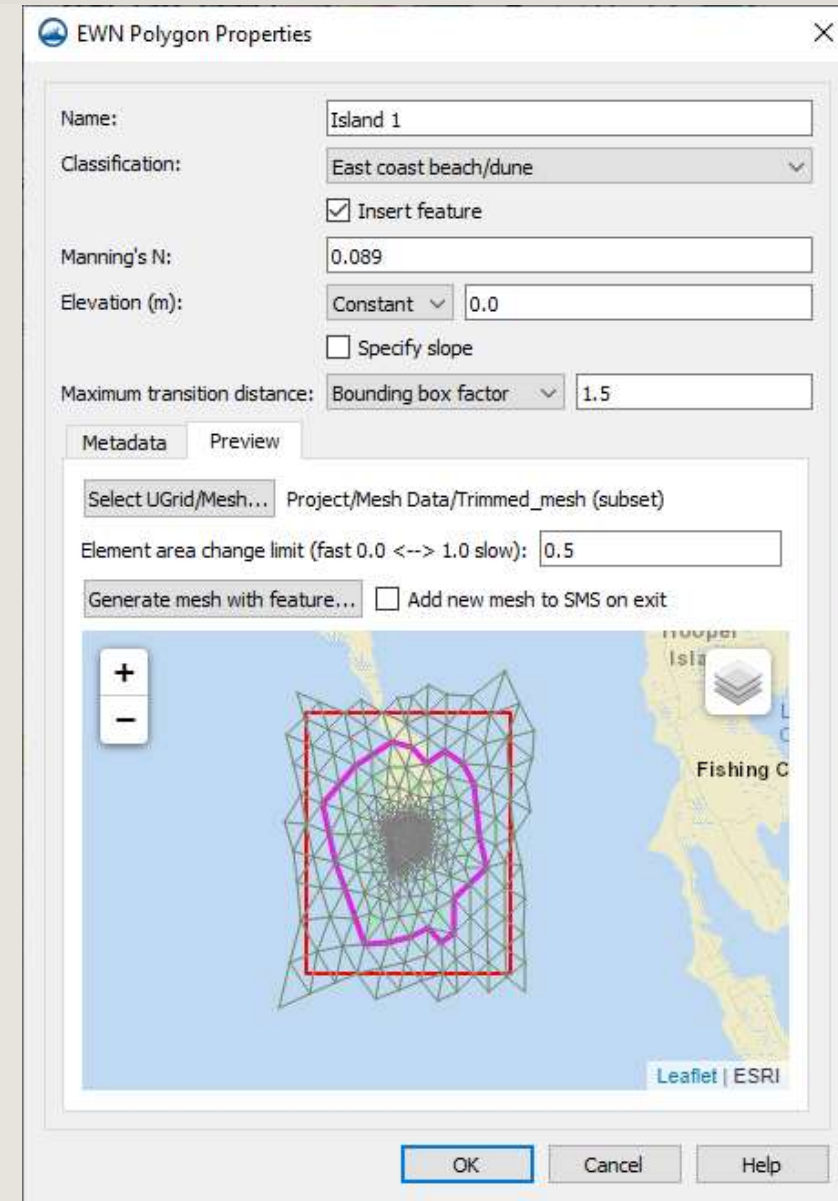 EWN Polygon Properties
Name: Island 1
Classification: East coast beach/dune
Insert feature
Manning's N: 0.089
Elevation (m): Constant 0.0
Specify slope
Maximum transition distance: Bounding box factor 1.5
Metadata Preview
Select UGrid/Mesh... Project/Mesh Data/Trimmed_mesh (subset)
Element area change limit (fast 0.0 <--> 1.0 slow): 0.5
Generate mesh with feature... Add new mesh to SMS on exit
+
−
Hooper
Isla
L
C
Fishing C
Leaflet | ESRI
OK Cancel Help